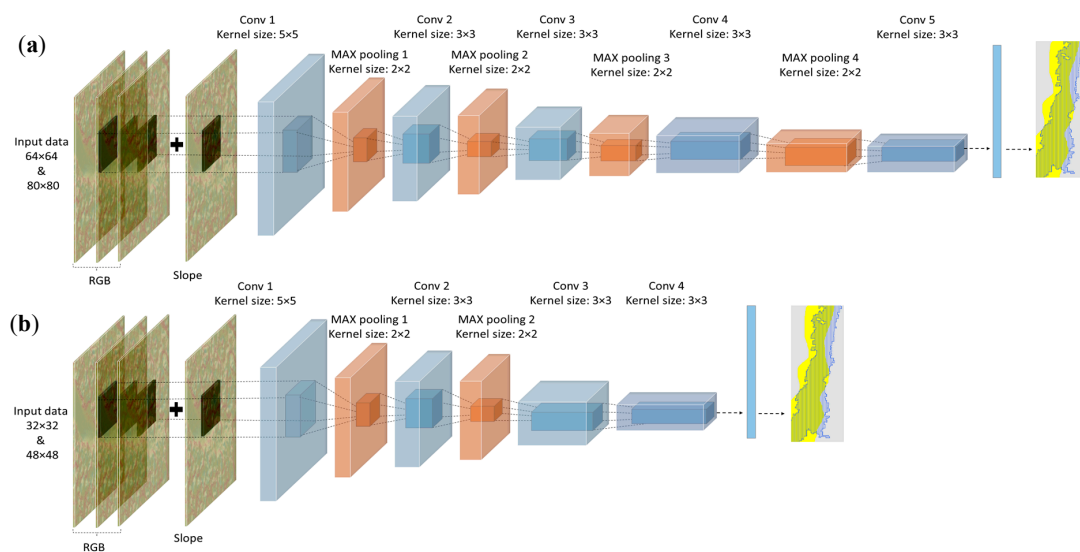 (a)
Conv 1
Kernel size: 5×5
Conv 2
Kernel size: 3×3
Conv 3
Kernel size: 3×3
Conv 4
Kernel size: 3×3
Conv 5
Kernel size: 3×3
MAX pooling 1
Kernel size: 2×2
MAX pooling 2
Kernel size: 2×2
MAX pooling 3
Kernel size: 2×2
MAX pooling 4
Kernel size: 2×2
Input data
64×64
&
80×80
RGB
Slope
(b)
Conv 1
Kernel size: 5×5
Conv 2
Kernel size: 3×3
Conv 3
Kernel size: 3×3
Conv 4
Kernel size: 3×3
MAX pooling 1
Kernel size: 2×2
MAX pooling 2
Kernel size: 2×2
Input data
32×32
&
48×48
RGB
Slope